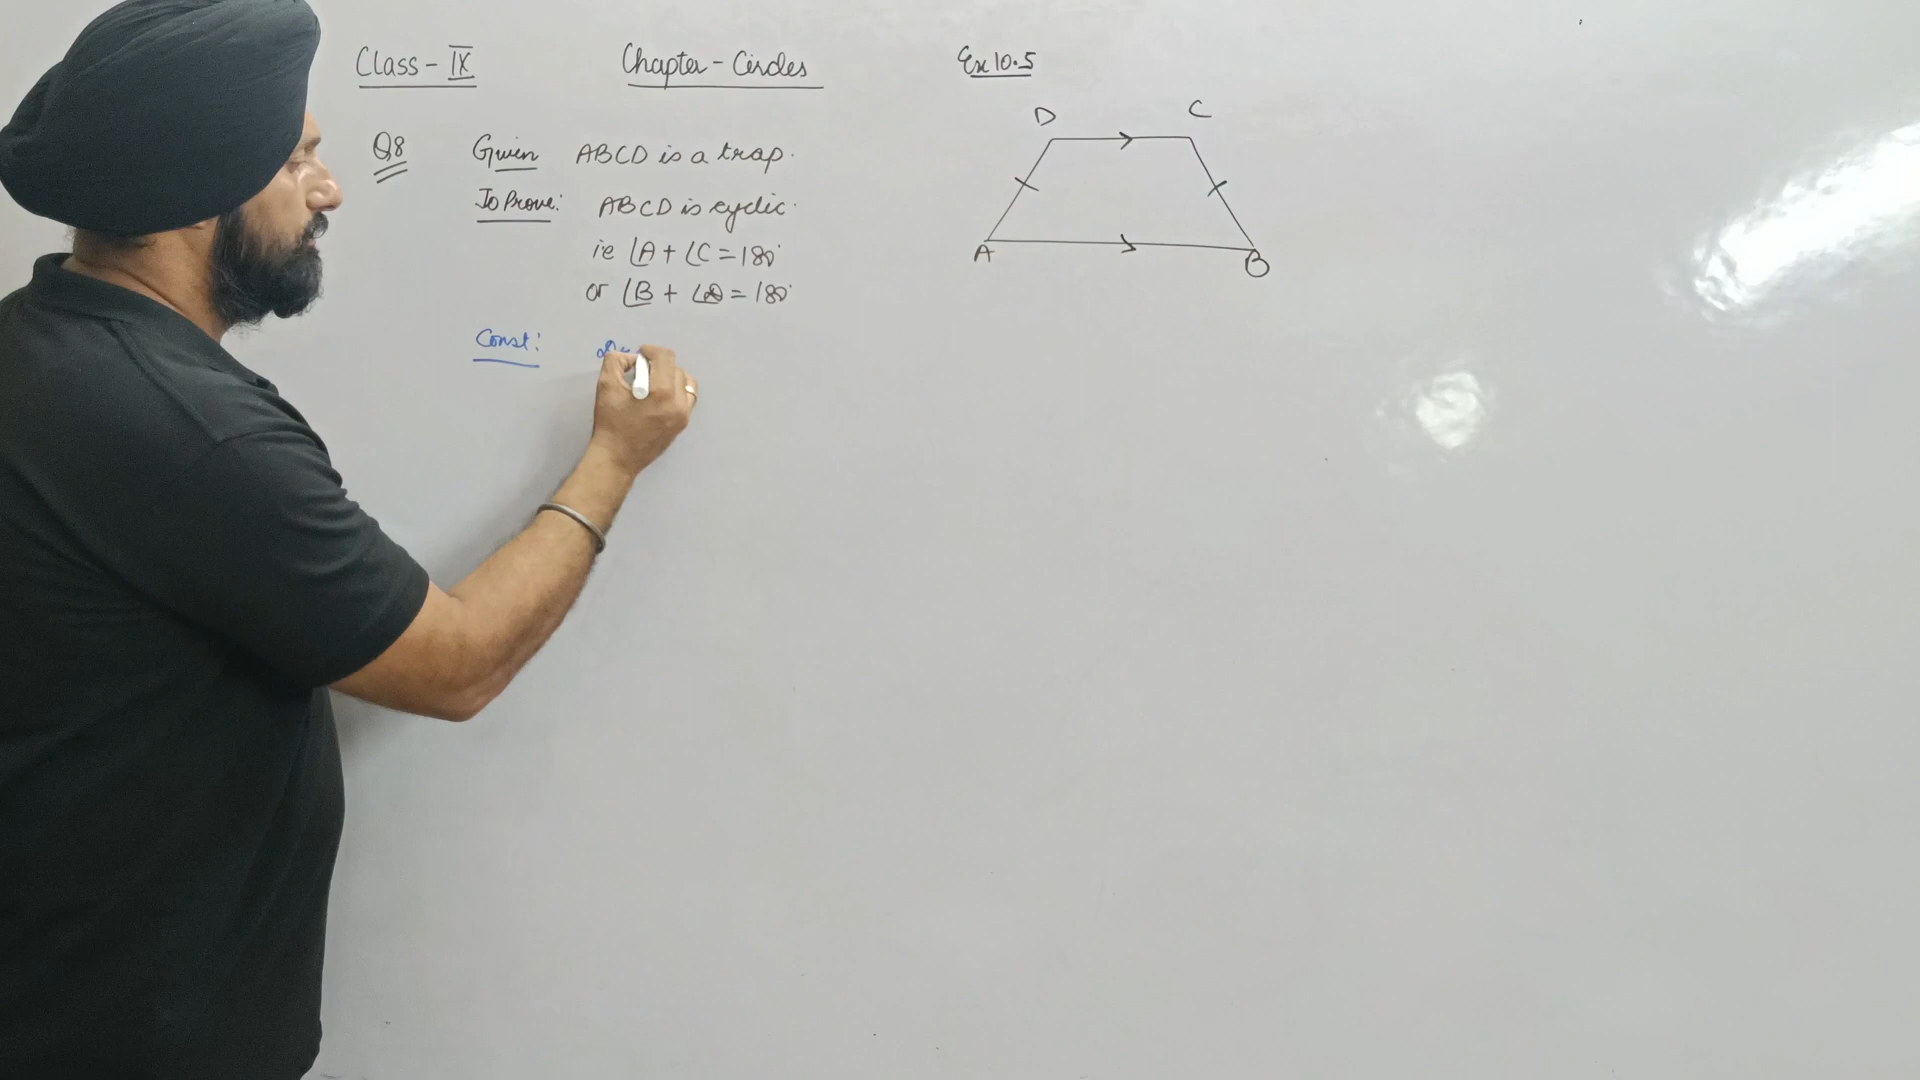 Class - IX Chapter - Circles Ex 10.5
Q8 Given ABCD is a trap.
To Prove: ABCD is cyclic.
ie ∠A + ∠C = 180°
or ∠B + ∠D = 180°
Const:
D C
A B